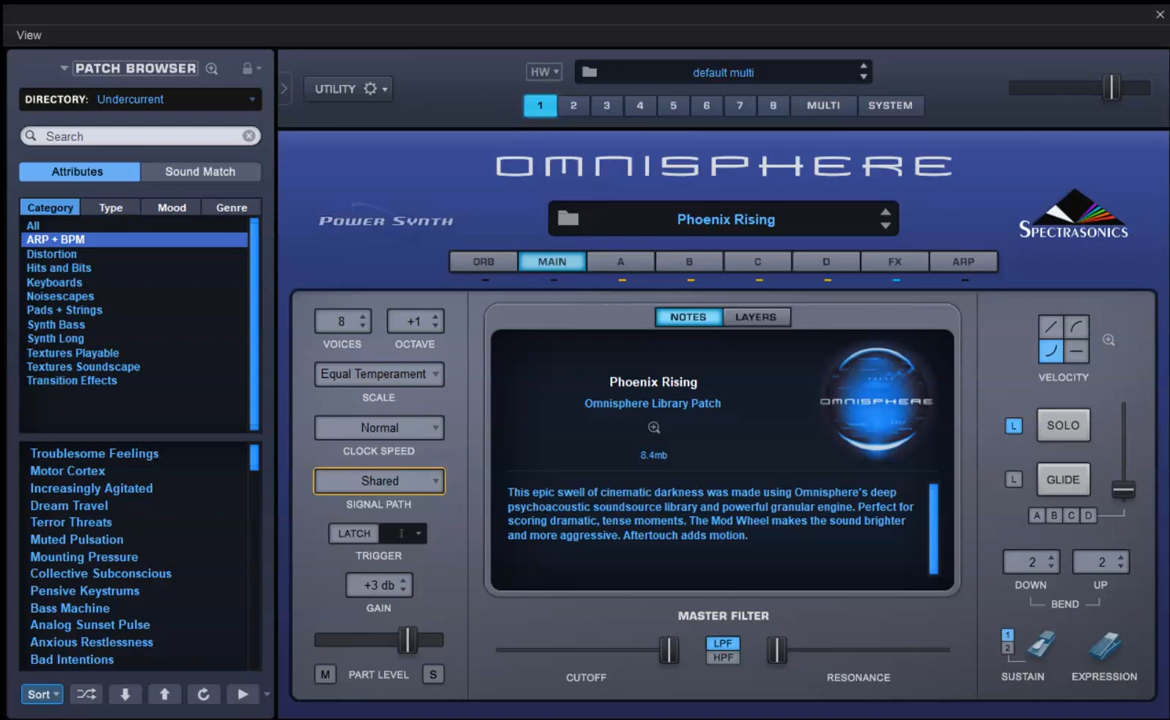 View
PATCH BROWSER
DIRECTORY: Undercurrent
Search
Attributes
Sound Match
Category
Type
Mood
Genre
All
ARP + BPM
Distortion
Hits and Bits
Keyboards
Noisescapes
Pads + Strings
Synth Bass
Synth Long
Textures Playable
Textures Soundscape
Transition Effects
Troublesome Feelings
Motor Cortex
Increasingly Agitated
Dream Travel
Terror Threats
Muted Pulsation
Mounting Pressure
Collective Subconscious
Pensive Keystrums
Bass Machine
Analog Sunset Pulse
Anxious Restlessness
Bad Intentions
Sort
UTILITY
HW
default multi
1 2 3 4 5 6 7 8 MULTI SYSTEM
OMNISPHERE
POWER SYNTH
Phoenix Rising
SPECTRASONICS
ORB MAIN A B C D FX ARP
8
VOICES
+1
OCTAVE
Equal Temperament
SCALE
Normal
CLOCK SPEED
Shared
SIGNAL PATH
LATCH
TRIGGER
+3 db
GAIN
M PART LEVEL S
NOTES LAYERS
Phoenix Rising
Omnisphere Library Patch
8.4mb
OMNISPHERE
This epic swell of cinematic darkness was made using Omnisphere's deep
psychoacoustic soundsource library and powerful granular engine. Perfect for
scoring dramatic, tense moments. The Mod Wheel makes the sound brighter
and more aggressive. Aftertouch adds motion.
MASTER FILTER
LPF
HPF
CUTOFF
RESONANCE
VELOCITY
L SOLO
L GLIDE
A B C D
2
DOWN
2
UP
BEND
1
2
SUSTAIN
EXPRESSION